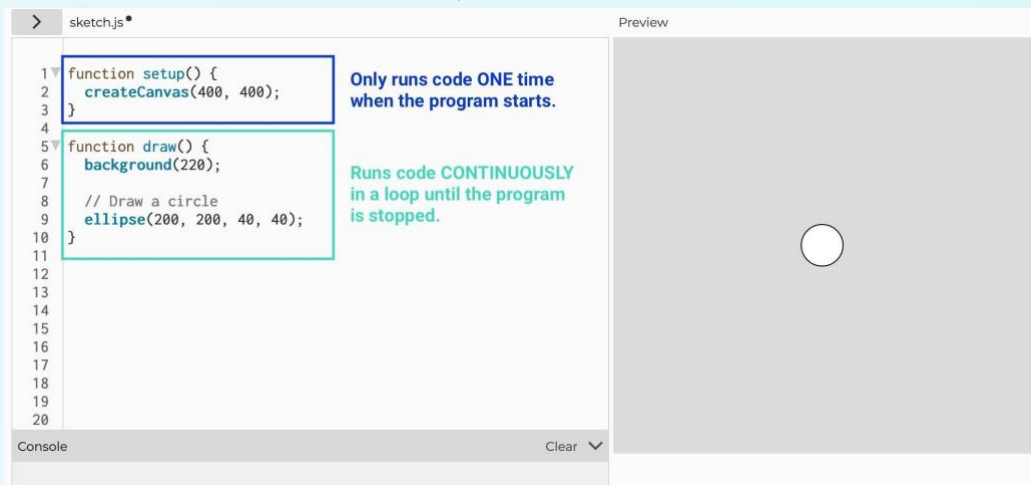 sketch.js
Preview
1 function setup() {
2 createCanvas(400, 400);
3 }
4
5 function draw() {
6 background(220);
7
8 // Draw a circle
9 ellipse(200, 200, 40, 40);
10 }
11
12
13
14
15
16
17
18
19
20
Only runs code ONE time
when the program starts.
Runs code CONTINUOUSLY
in a loop until the program
is stopped.
Console
Clear